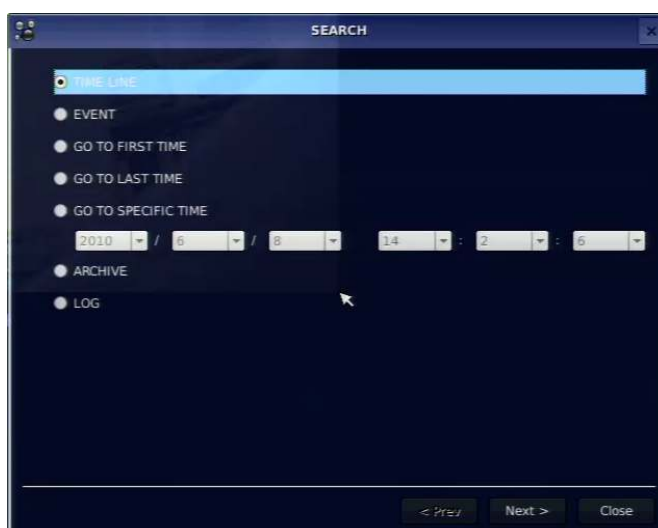 SEARCH
TIME LINE
EVENT
GO TO FIRST TIME
GO TO LAST TIME
GO TO SPECIFIC TIME
2010 / 6 / 8 14 : 2 : 6
ARCHIVE
LOG
< Prev Next > Close